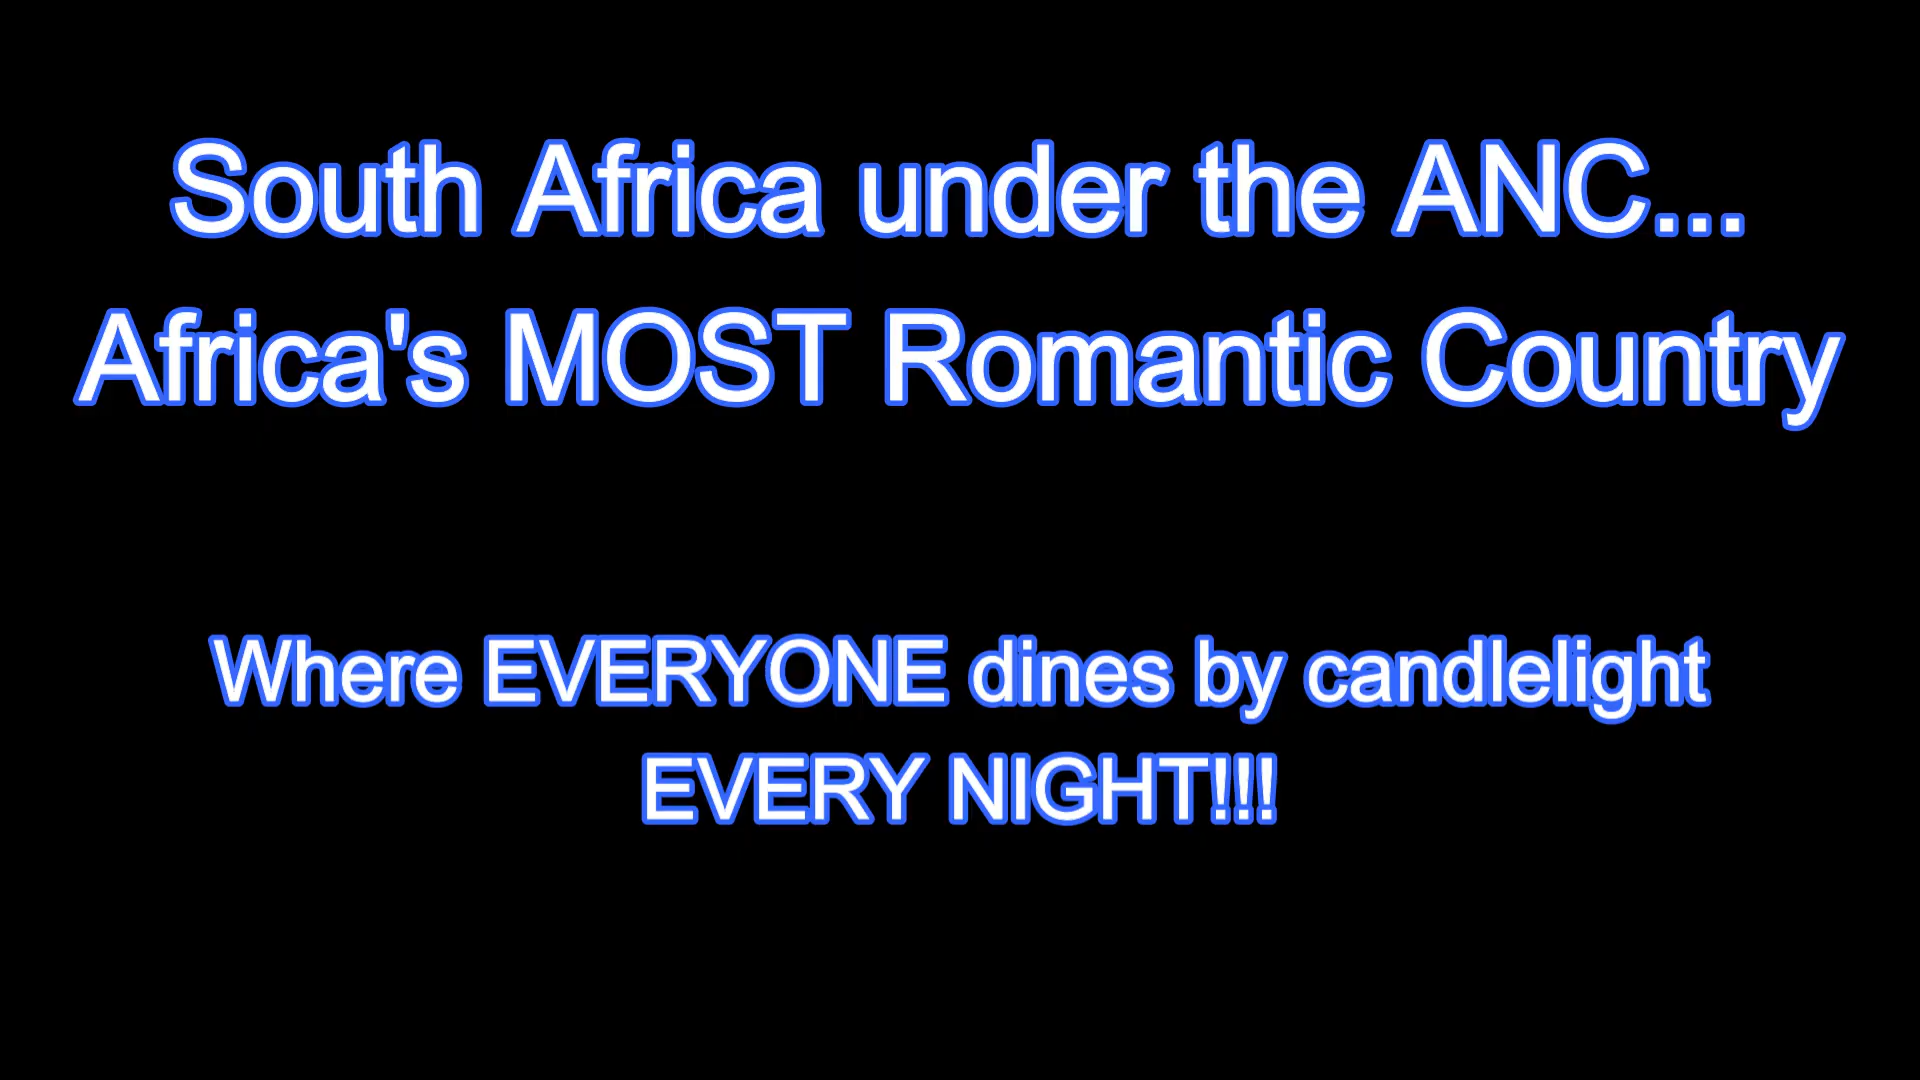 South Africa under the ANC...
Africa's MOST Romantic Country
Where EVERYONE dines by candlelight
EVERY NIGHT!!!